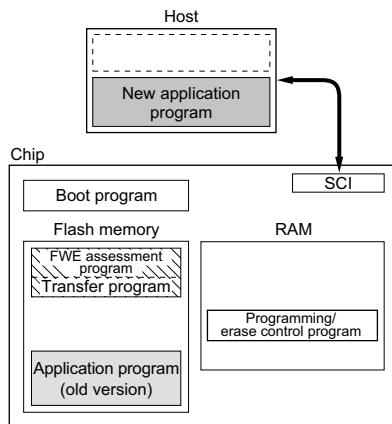 Host
New application
program
Chip
SCI
Boot program
Flash memory
RAM
FWE assessment
program
Transfer program
Programming/
erase control program
Application program
(old version)